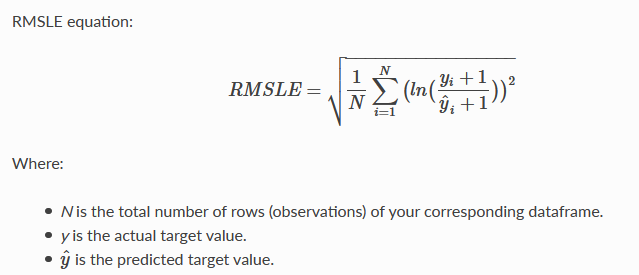 RMSLE equation:
RMSLE = √(1/N ∑_{i=1}^{N} (ln((y_i + 1)/(ŷ_i + 1)))²)
Where:
• N is the total number of rows (observations) of your corresponding dataframe.
• y is the actual target value.
• ŷ is the predicted target value.